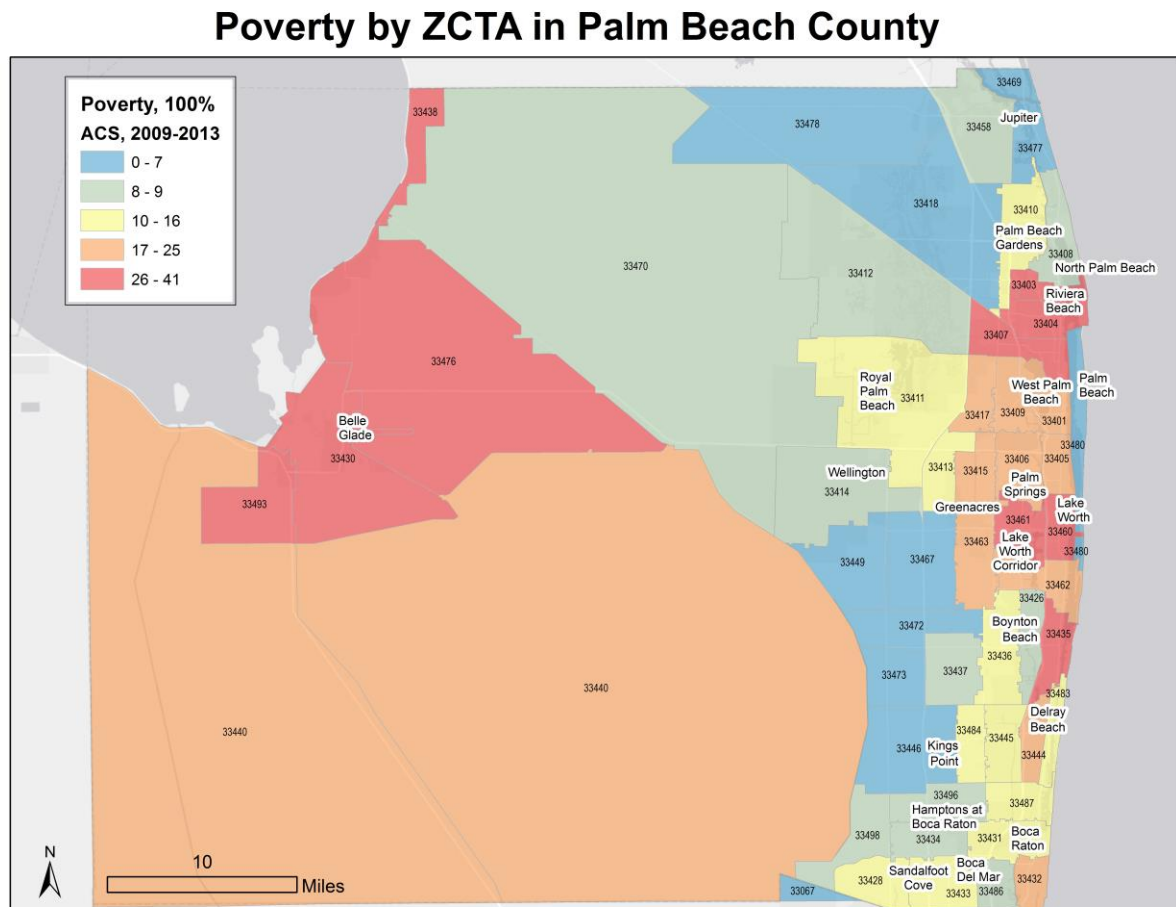 Poverty by ZCTA in Palm Beach County
Poverty, 100%
ACS, 2009-2013
0 - 7
8 - 9
10 - 16
17 - 25
26 - 41
33469
33438
Jupiter
33478
33458
33477
33418
33410
Palm Beach
Gardens
33408
33470
33412
North Palm Beach
33403
Riviera
Beach
33404
33407
33476
Royal
Palm
Beach
33411
West Palm
Beach
Palm
Beach
33417
33409
33401
Belle
Glade
33430
33480
33406
33405
33413
33415
Wellington
33414
Palm
Springs
33493
Greenacres
Lake
Worth
33461
33460
33463
Lake
Worth
Corridor
33480
33449
33467
33462
33426
33472
Boynton
Beach
33435
33436
33437
33473
33440
33483
Delray
Beach
33440
33484
33445
33446
Kings
Point
33444
33496
33487
Hamptons at
Boca Raton
33498
33434
33431
Boca
Raton
N
10
Miles
33067
33428
Sandalfoot
Cove
33433
Boca
Del Mar
33486
33432